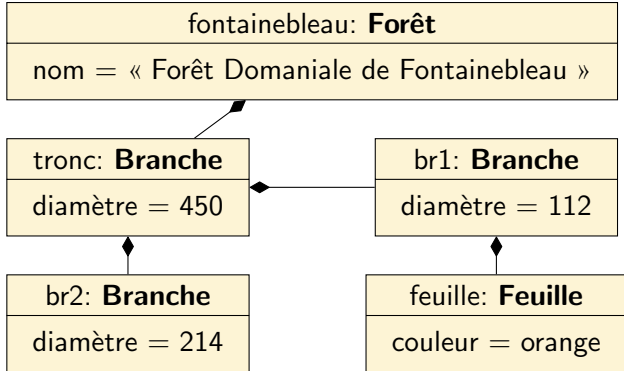 fontainebleau: Forêt
nom = « Forêt Domaniale de Fontainebleau »
tronc: Branche
diamètre = 450
br1: Branche
diamètre = 112
br2: Branche
diamètre = 214
feuille: Feuille
couleur = orange